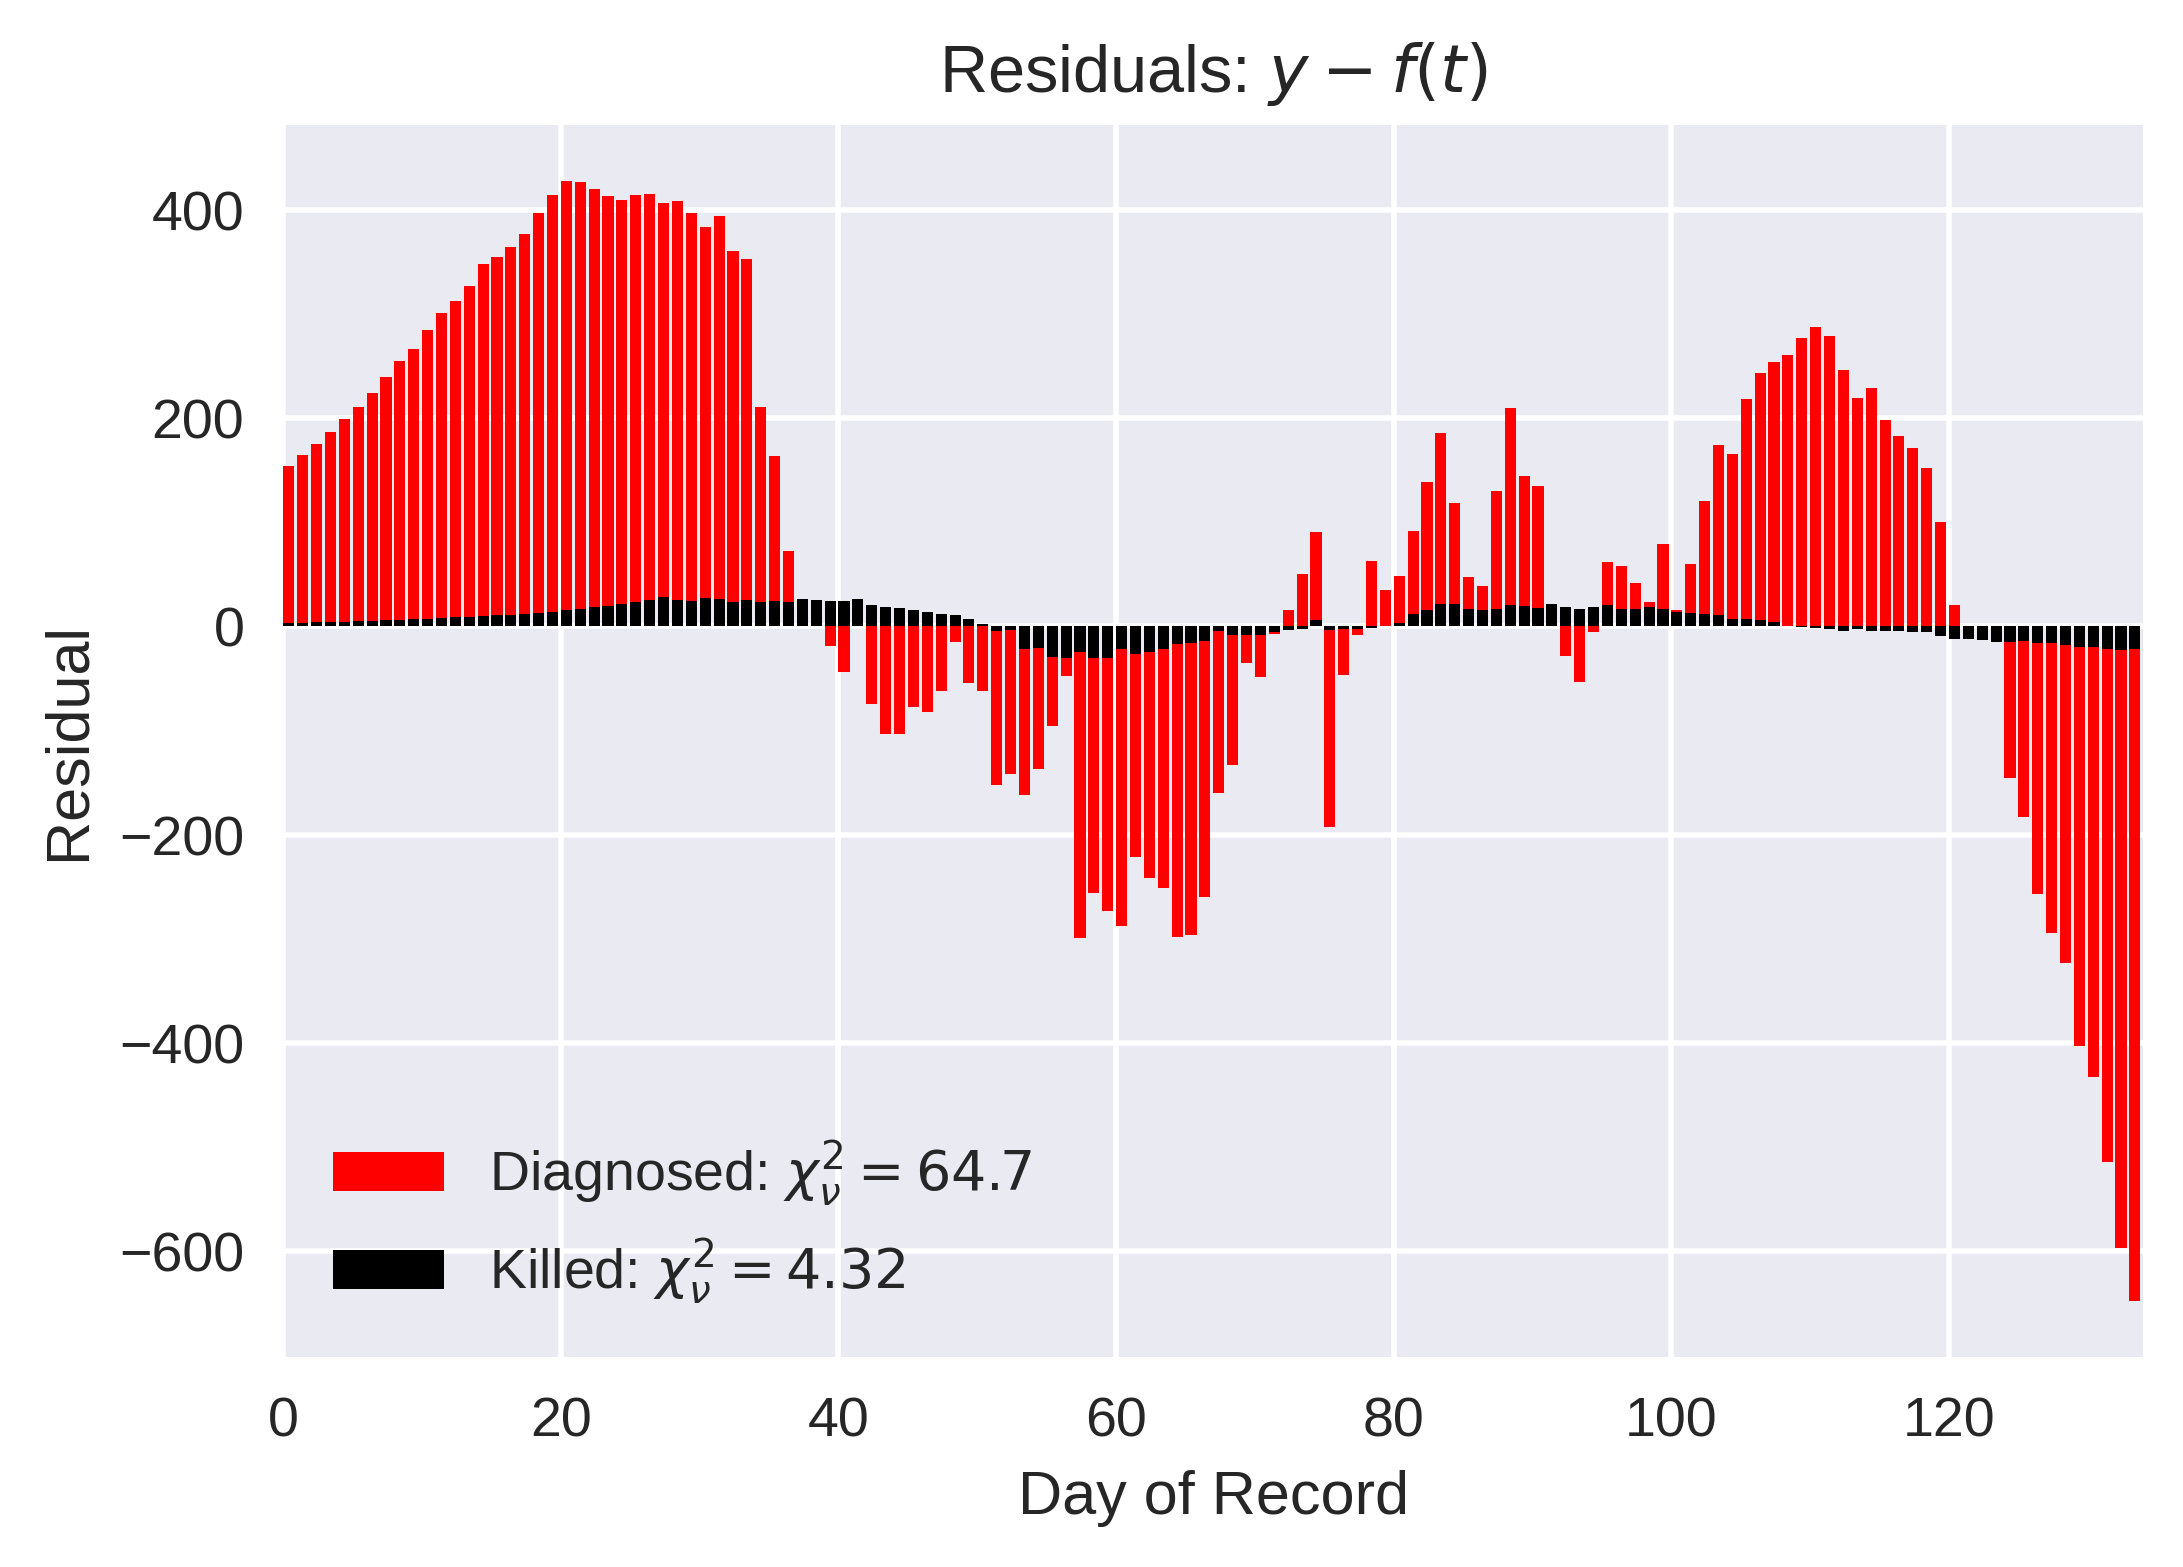 Residuals: y − f(t)
400
200
0
−200
−400
−600
Residual
Diagnosed: χ²ᵥ = 64.7
Killed: χ²ᵥ = 4.32
0 20 40 60 80 100 120
Day of Record